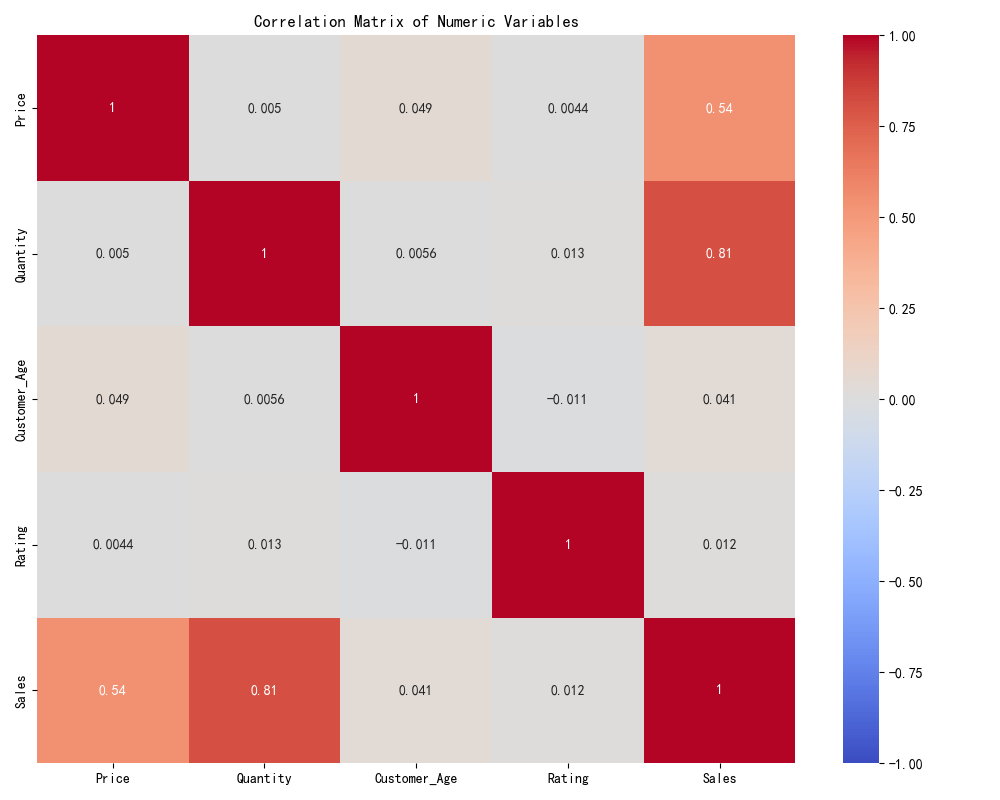 Correlation Matrix of Numeric Variables
Price 1 0.005 0.049 0.0044 0.54
Quantity 0.005 1 0.0056 0.013 0.81
Customer_Age 0.049 0.0056 1 −0.011 0.041
Rating 0.0044 0.013 −0.011 1 0.012
Sales 0.54 0.81 0.041 0.012 1
Price Quantity Customer_Age Rating Sales
1.00
0.75
0.50
0.25
0.00
−0.25
−0.50
−0.75
−1.00